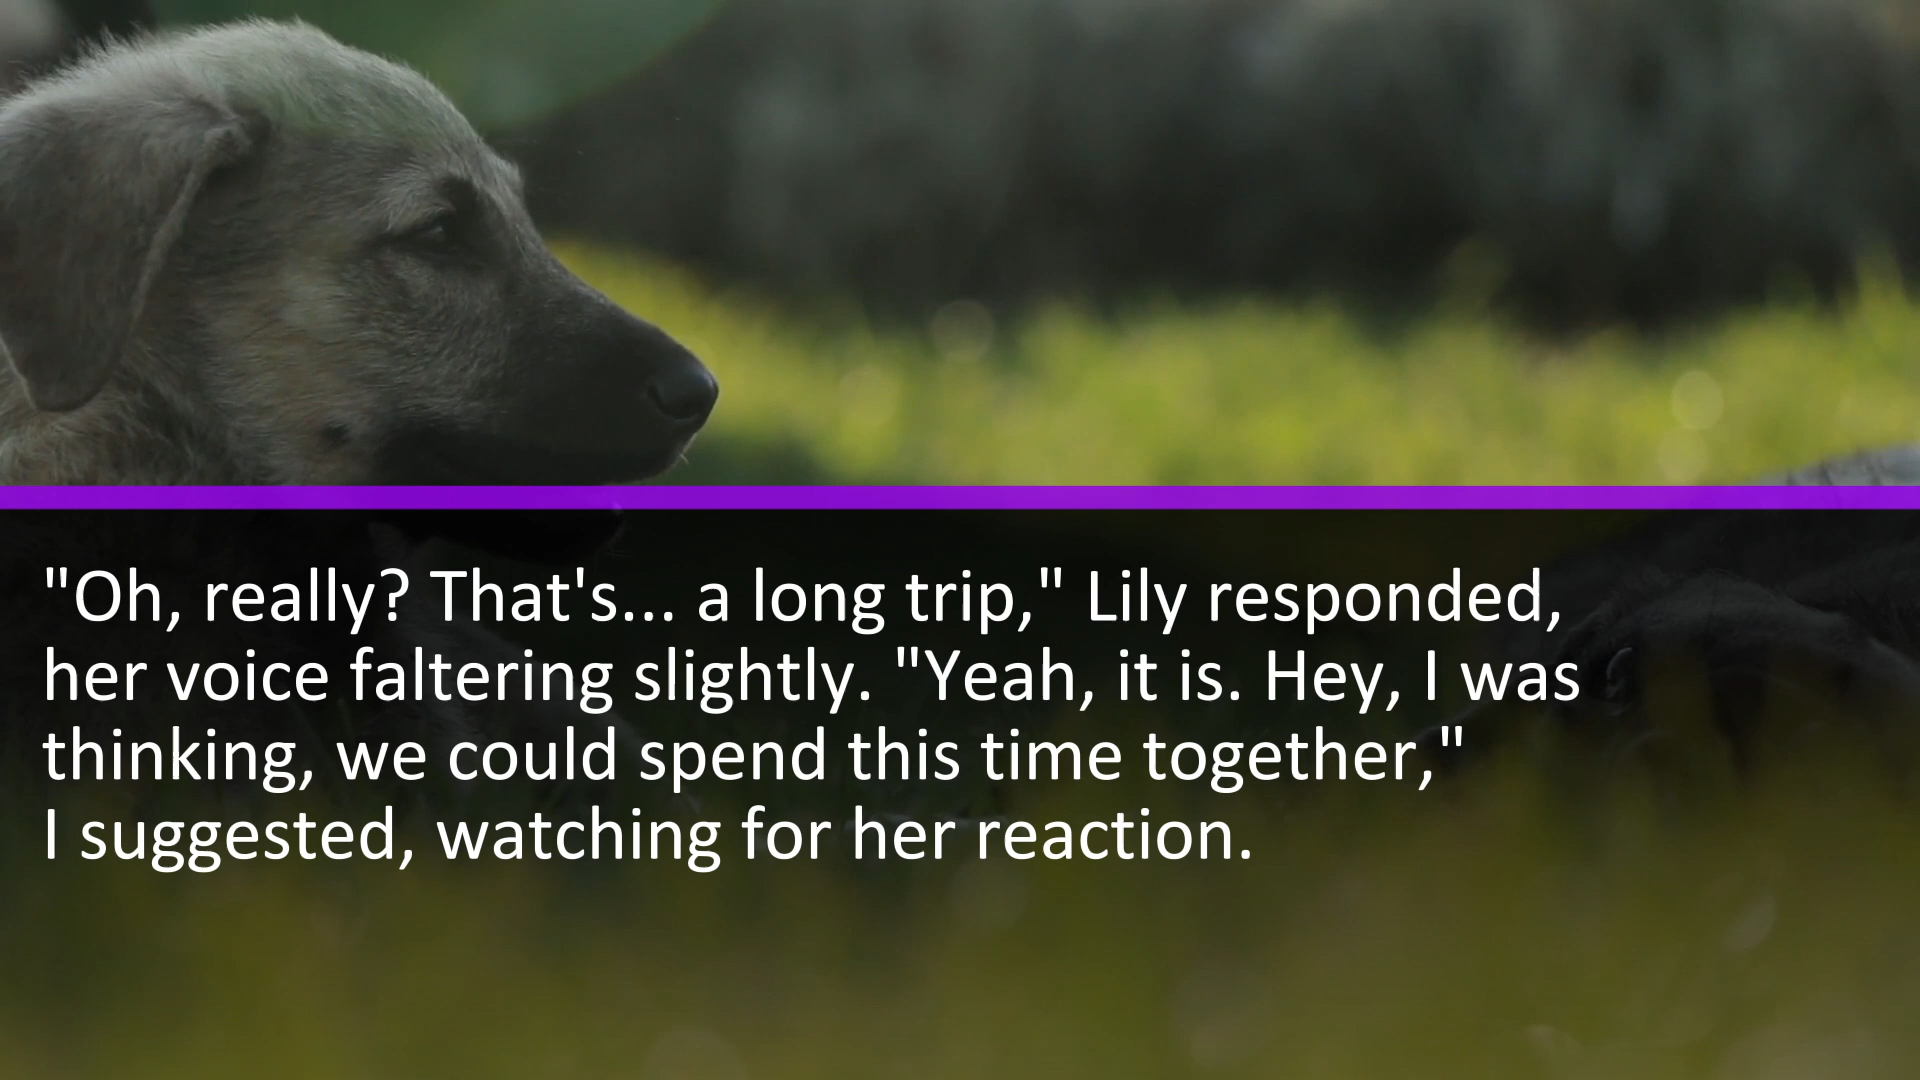 "Oh, really? That's... a long trip," Lily responded,
her voice faltering slightly. "Yeah, it is. Hey, I was
thinking, we could spend this time together,"
I suggested, watching for her reaction.